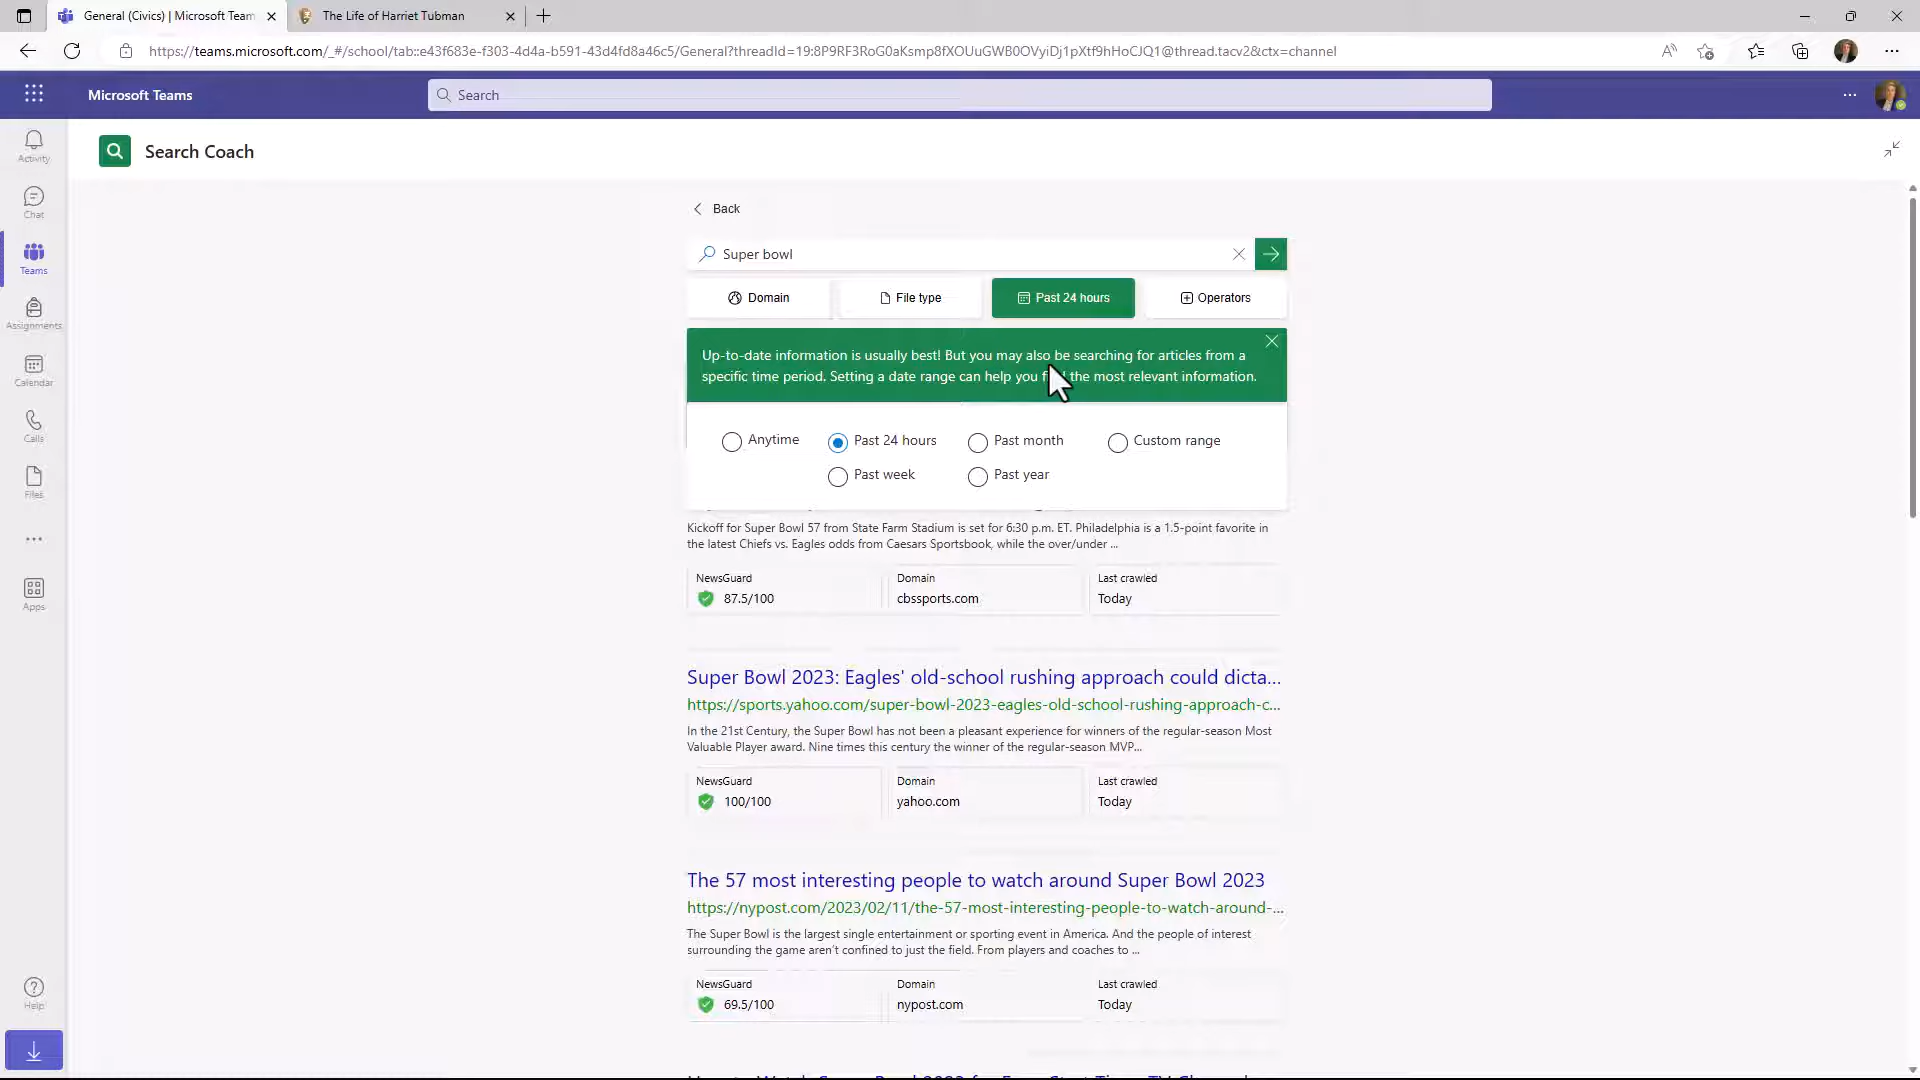 General (Civics) | Microsoft Team
The Life of Harriet Tubman
https://teams.microsoft.com/_#/school/tab::e43f683e-f303-4d4a-b591-43d4fd8a46c5/General?threadId=19:8P9RF3RoG0aKsmp8fXOUuGWB0OVyiDj1pXtf9hHoCJQ1@thread.tacv2&ctx=channel
Microsoft Teams
Search
Activity
Chat
Teams
Assignments
Calendar
Calls
Files
Apps
Help
Search Coach
Back
Super bowl
Domain
File type
Past 24 hours
Operators
Up-to-date information is usually best! But you may also be searching for articles from a
specific time period. Setting a date range can help you the most relevant information.
Anytime
Past 24 hours
Past month
Custom range
Past week
Past year
Kickoff for Super Bowl 57 from State Farm Stadium is set for 6:30 p.m. ET. Philadelphia is a 1.5-point favorite in
the latest Chiefs vs. Eagles odds from Caesars Sportsbook, while the over/under ...
NewsGuard
87.5/100
Domain
cbssports.com
Last crawled
Today
Super Bowl 2023: Eagles' old-school rushing approach could dicta...
https://sports.yahoo.com/super-bowl-2023-eagles-old-school-rushing-approach-c...
In the 21st Century, the Super Bowl has not been a pleasant experience for winners of the regular-season Most
Valuable Player award. Nine times this century the winner of the regular-season MVP...
NewsGuard
100/100
Domain
yahoo.com
Last crawled
Today
The 57 most interesting people to watch around Super Bowl 2023
https://nypost.com/2023/02/11/the-57-most-interesting-people-to-watch-around-...
The Super Bowl is the largest single entertainment or sporting event in America. And the people of interest
surrounding the game aren't confined to just the field. From players and coaches to ...
NewsGuard
69.5/100
Domain
nypost.com
Last crawled
Today